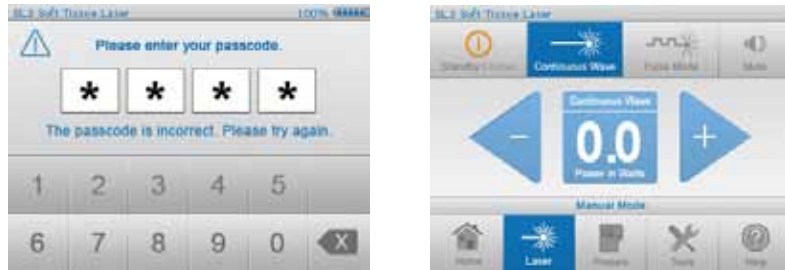 SL3 Soft Tissue Laser 100%
Please enter your passcode.
* * * *
The passcode is incorrect. Please try again.
1 2 3 4 5
6 7 8 9 0 X
SL3 Soft Tissue Laser
Standby Continuous Wave Pulse Mode Mute
Continuous Wave
- 0.0 +
Power in Watts
Manual Mode
Home Laser Presets Tools Help